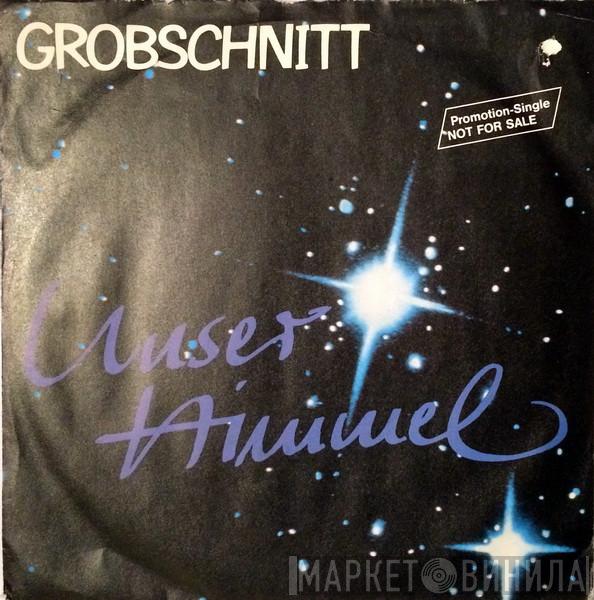 GROBSCHNITT
Promotion-Single
NOT FOR SALE
Unser
Himmel
МАРКЕТ ВИНИЛА